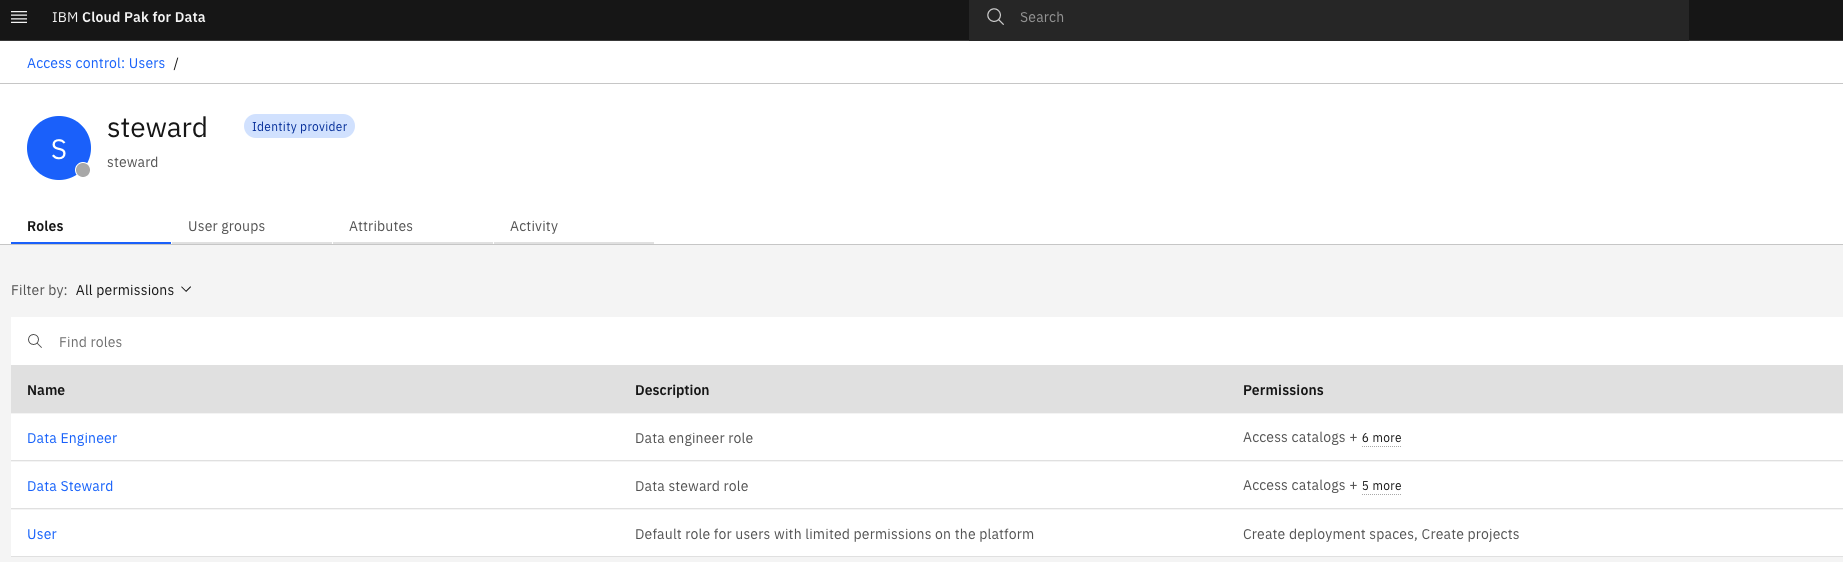 IBM Cloud Pak for Data
Search
Access control: Users /
S
steward
Identity provider
steward
Roles
User groups
Attributes
Activity
Filter by: All permissions
Find roles
Name Description Permissions
Data Engineer Data engineer role Access catalogs + 6 more
Data Steward Data steward role Access catalogs + 5 more
User Default role for users with limited permissions on the platform Create deployment spaces, Create projects